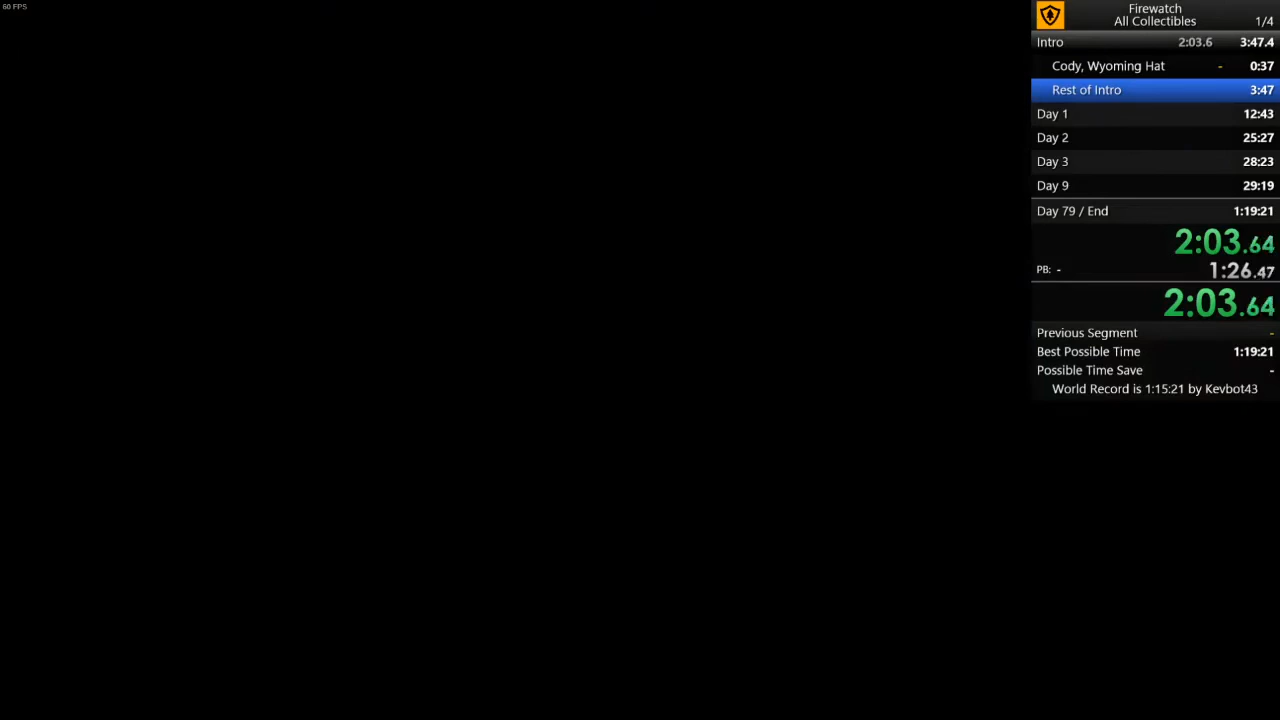 60 FPS
Firewatch
All Collectibles 1/4
Intro 2:03.6 3:47.4
Cody, Wyoming Hat - 0:37
Rest of Intro 3:47
Day 1 12:43
Day 2 25:27
Day 3 28:23
Day 9 29:19
Day 79 / End 1:19:21
2:03.64
PB: - 1:26.47
2:03.64
Previous Segment -
Best Possible Time 1:19:21
Possible Time Save -
World Record is 1:15:21 by Kevbot43